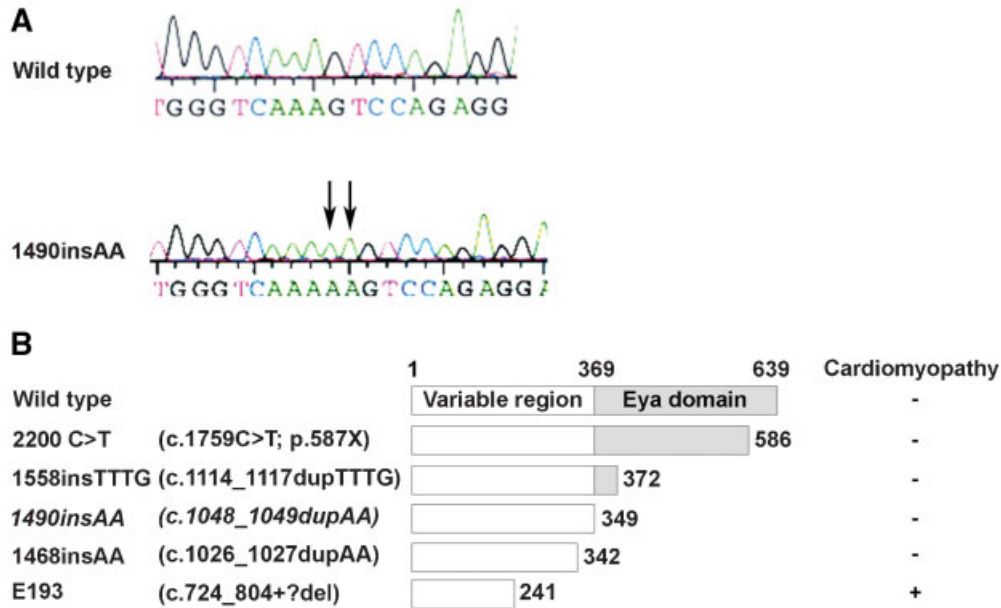 A
Wild type
TGGGTCAAAGTCCAGAGG
1490insAA
TGGGTCAAAAAGTCCAGAGGA
B
1 369 639 Cardiomyopathy
Wild type Variable region Eya domain -
2200 C>T (c.1759C>T; p.587X) 586 -
1558insTTTG (c.1114_1117dupTTTG) 372 -
1490insAA (c.1048_1049dupAA) 349 -
1468insAA (c.1026_1027dupAA) 342 -
E193 (c.724_804+?del) 241 +